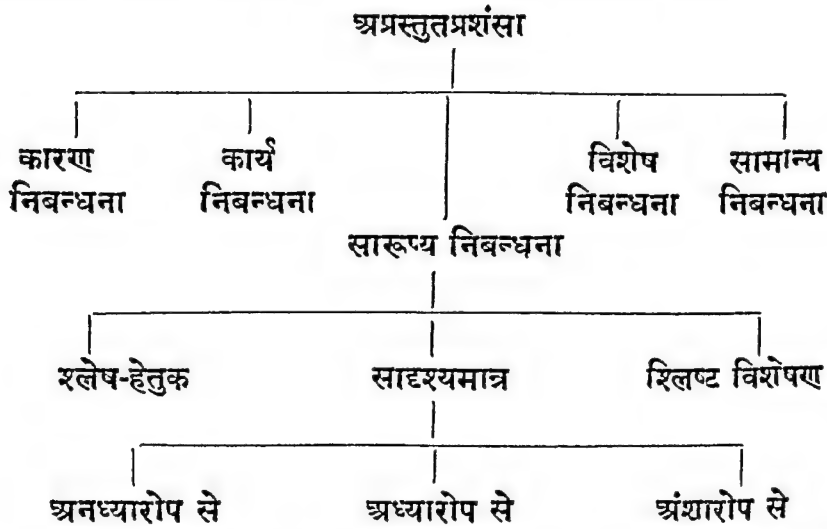 अप्रस्तुतप्रशंसा
कारण कार्य विशेष सामान्य
निबन्धना निबन्धना निबन्धना निबन्धना
सारूप्य निबन्धना
श्लेष-हेतुक सादृश्यमात्र श्लिष्ट विशेषण
अनध्यारोप से अध्यारोप से अंशारोप से